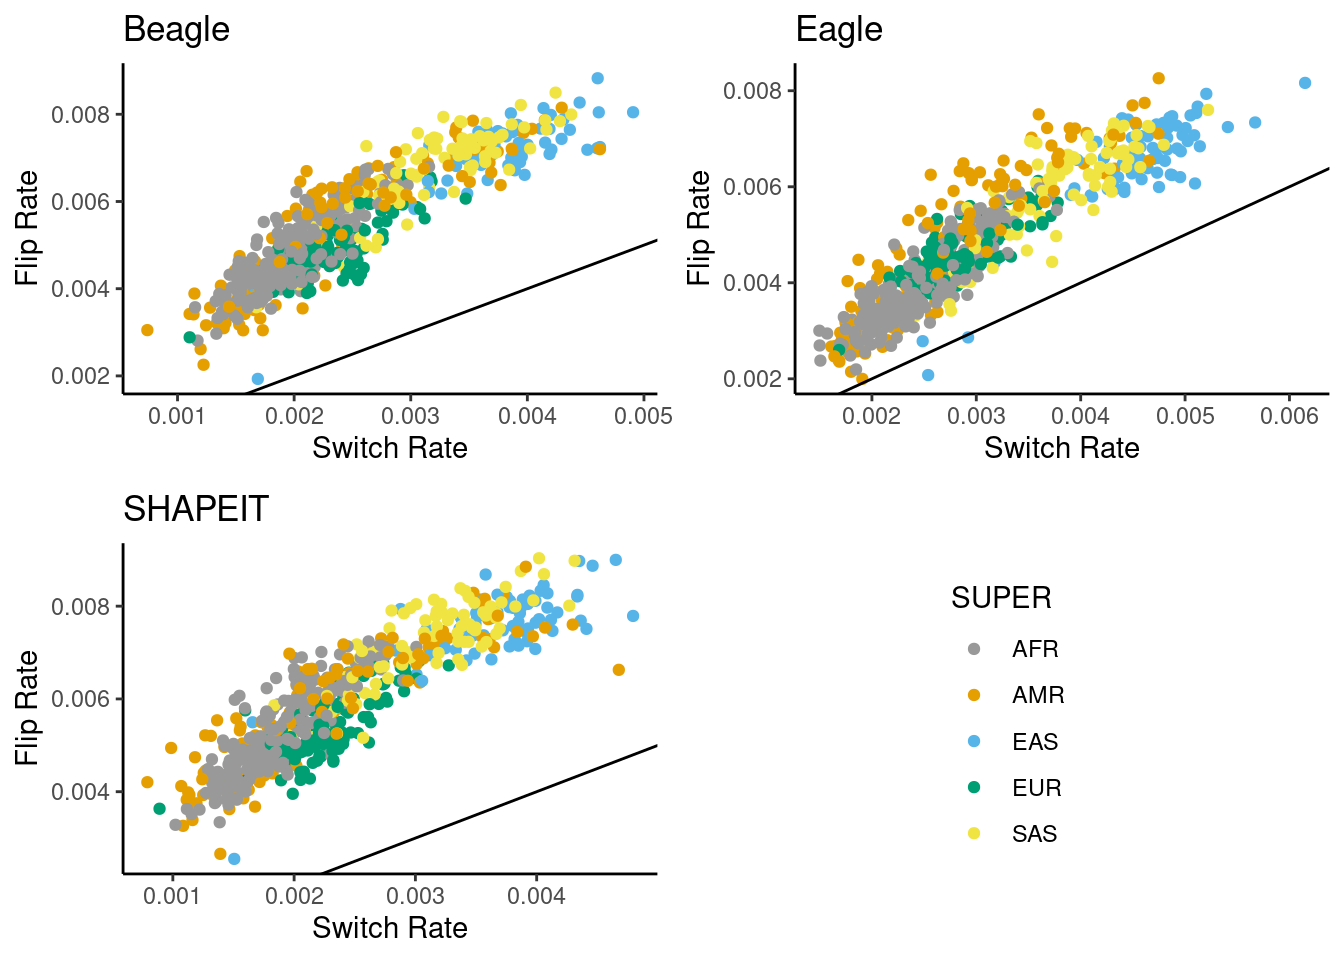 Beagle
Flip Rate
0.008
0.006
0.004
0.002
0.001 0.002 0.003 0.004 0.005
Switch Rate
Eagle
Flip Rate
0.008
0.006
0.004
0.002
0.002 0.003 0.004 0.005 0.006
Switch Rate
SHAPEIT
Flip Rate
0.008
0.006
0.004
0.001 0.002 0.003 0.004
Switch Rate
SUPER
AFR
AMR
EAS
EUR
SAS